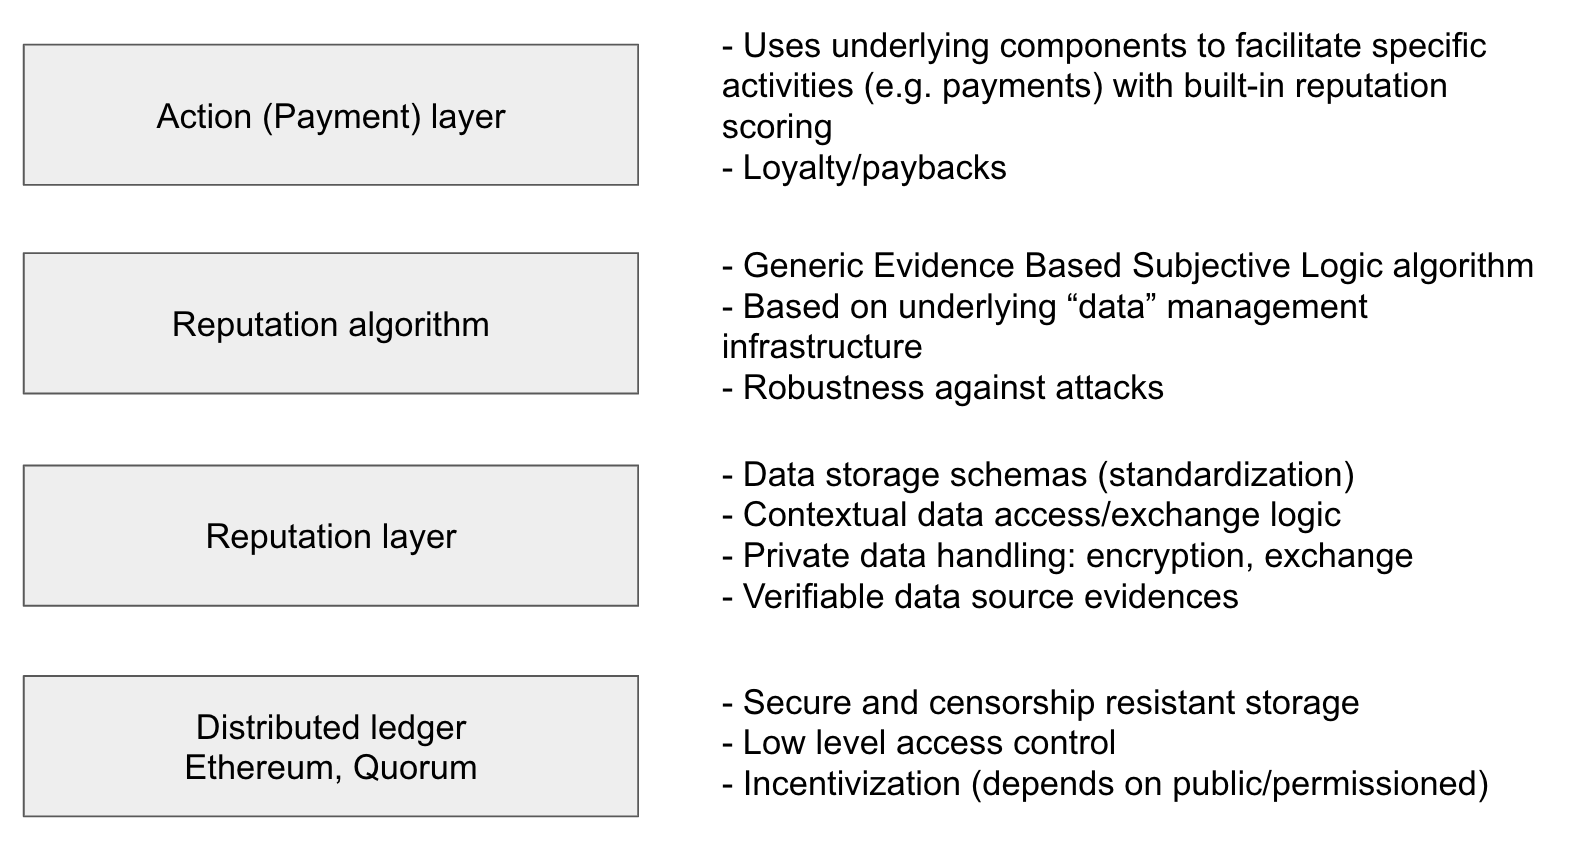 Action (Payment) layer
- Uses underlying components to facilitate specific
activities (e.g. payments) with built-in reputation
scoring
- Loyalty/paybacks
Reputation algorithm
- Generic Evidence Based Subjective Logic algorithm
- Based on underlying “data” management
infrastructure
- Robustness against attacks
Reputation layer
- Data storage schemas (standardization)
- Contextual data access/exchange logic
- Private data handling: encryption, exchange
- Verifiable data source evidences
Distributed ledger
Ethereum, Quorum
- Secure and censorship resistant storage
- Low level access control
- Incentivization (depends on public/permissioned)